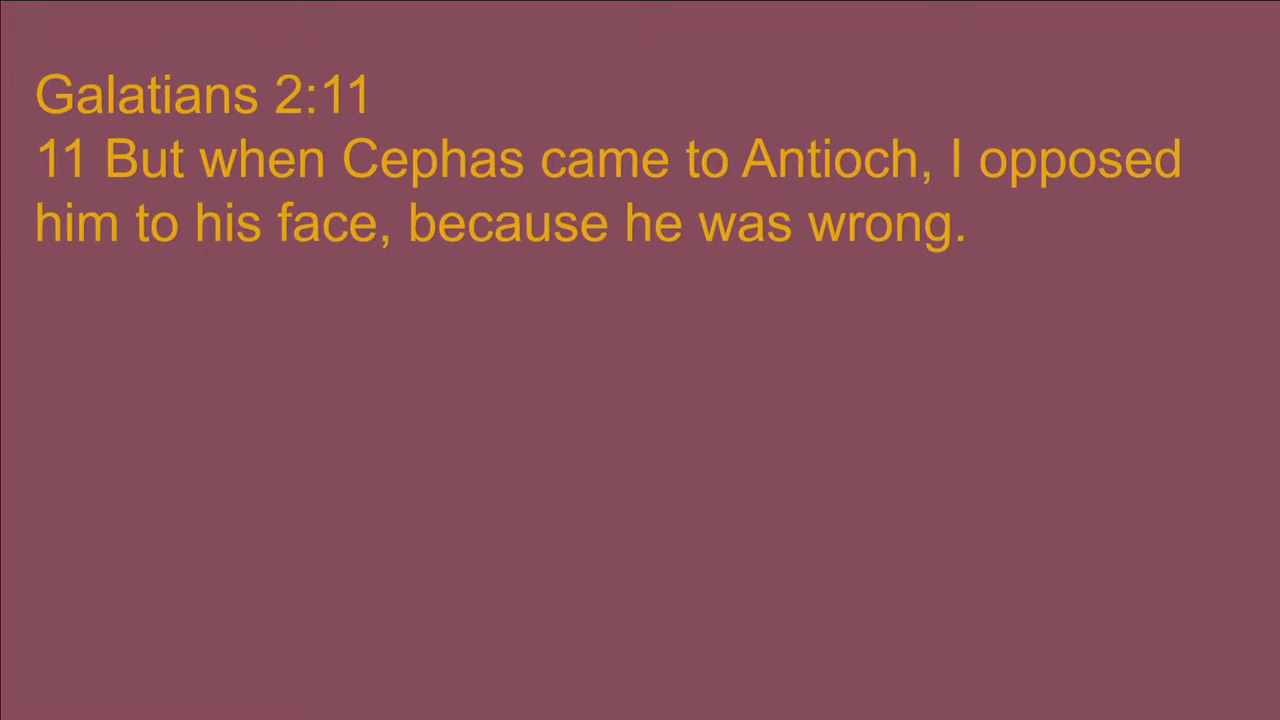 Galatians 2:11
11 But when Cephas came to Antioch, I opposed
him to his face, because he was wrong.